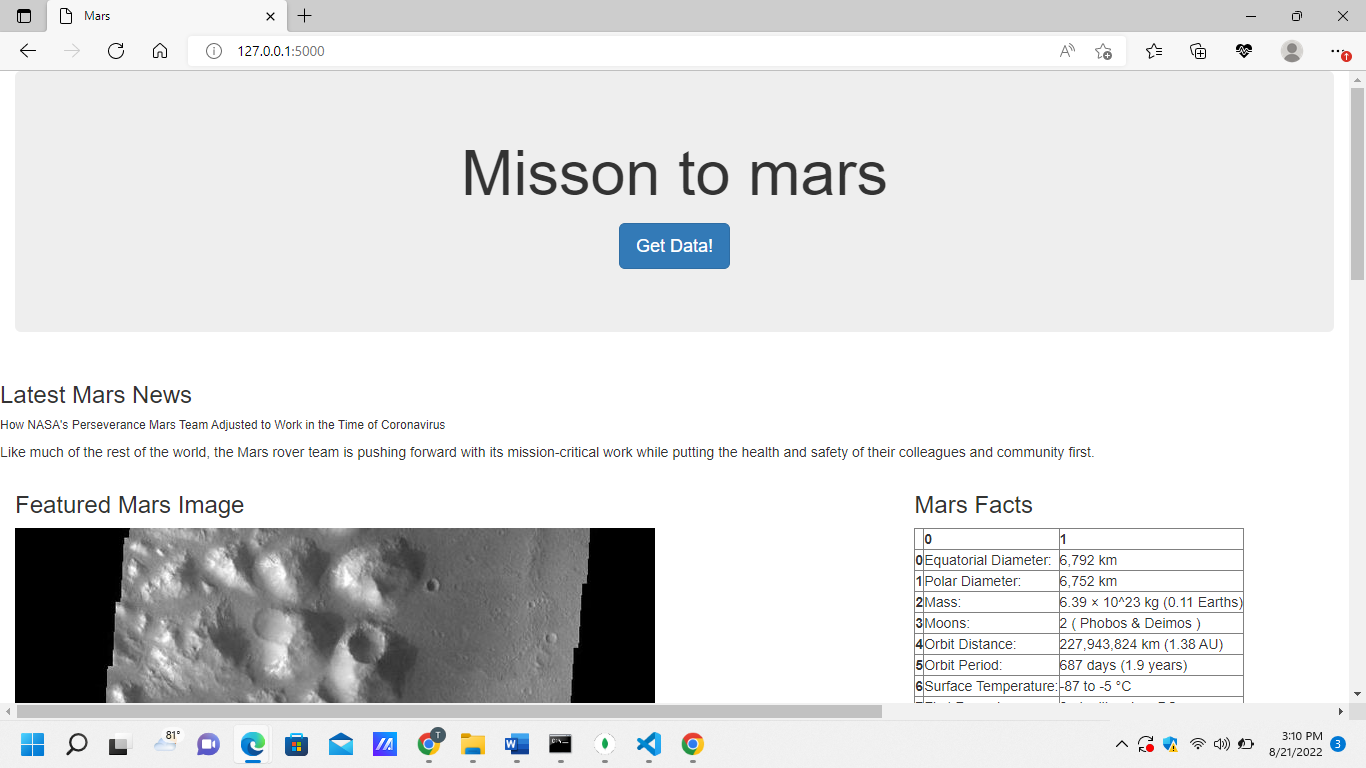 Mars
127.0.0.1:5000
Misson to mars
Get Data!
Latest Mars News
How NASA's Perseverance Mars Team Adjusted to Work in the Time of Coronavirus
Like much of the rest of the world, the Mars rover team is pushing forward with its mission-critical work while putting the health and safety of their colleagues and community first.
Featured Mars Image
Mars Facts
0 1
0 Equatorial Diameter: 6,792 km
1 Polar Diameter: 6,752 km
2 Mass: 6.39 × 10^23 kg (0.11 Earths)
3 Moons: 2 ( Phobos & Deimos )
4 Orbit Distance: 227,943,824 km (1.38 AU)
5 Orbit Period: 687 days (1.9 years)
6 Surface Temperature: -87 to -5 °C
81°
T
3:10 PM
8/21/2022
3